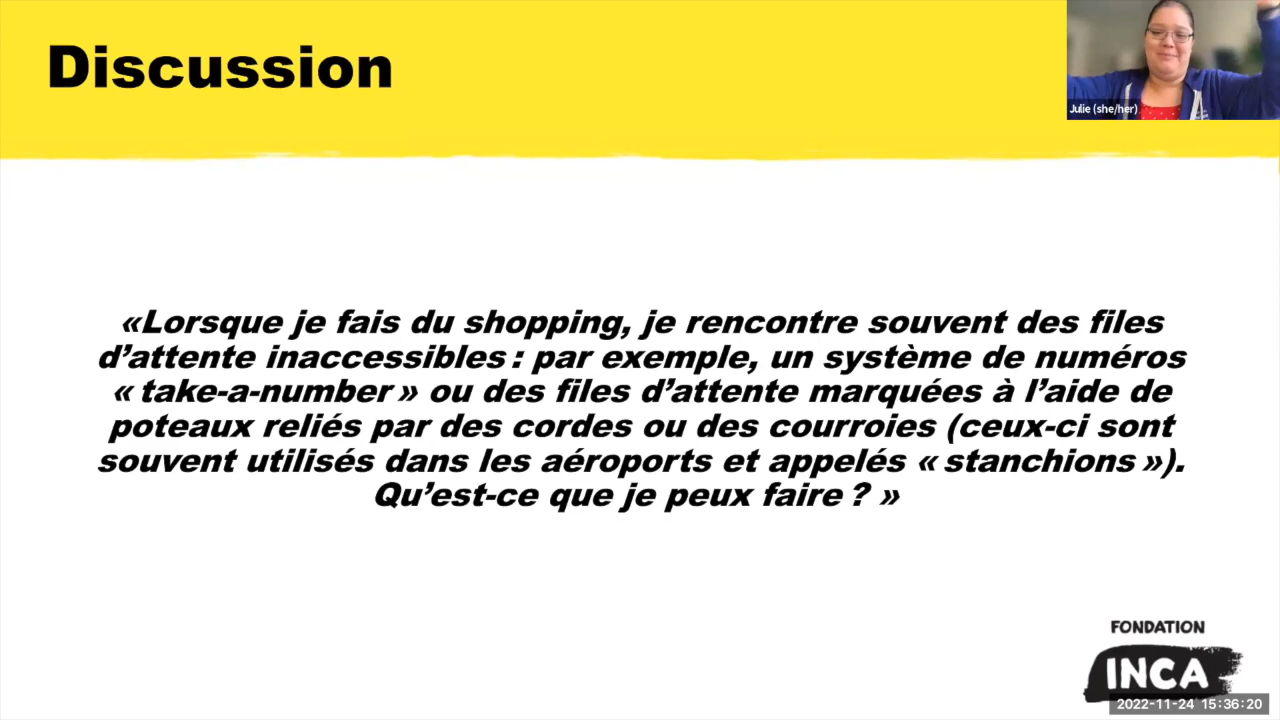 Discussion
Julie (she/her)
«Lorsque je fais du shopping, je rencontre souvent des files
d’attente inaccessibles : par exemple, un système de numéros
« take-a-number » ou des files d’attente marquées à l’aide de
poteaux reliés par des cordes ou des courroies (ceux-ci sont
souvent utilisés dans les aéroports et appelés « stanchions »).
Qu’est-ce que je peux faire ? »
FONDATION
INCA
2022-11-24 15:36:20